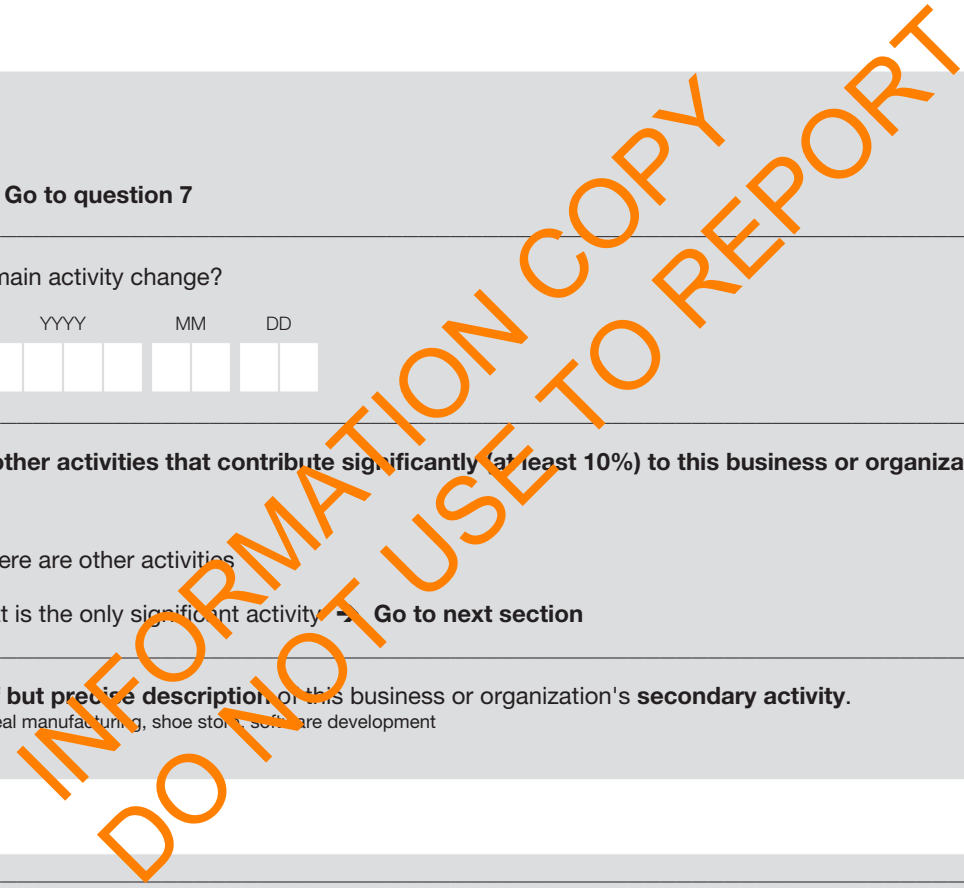 Go to question 7
main activity change?
YYYY MM DD
other activities that contribute significantly (at least 10%) to this business or organiza
ere are other activities
t is the only significant activity ➔ Go to next section
but precise description of this business or organization's secondary activity.
eal manufacturing, shoe store, software development
INFORMATION COPY
DO NOT USE TO REPORT